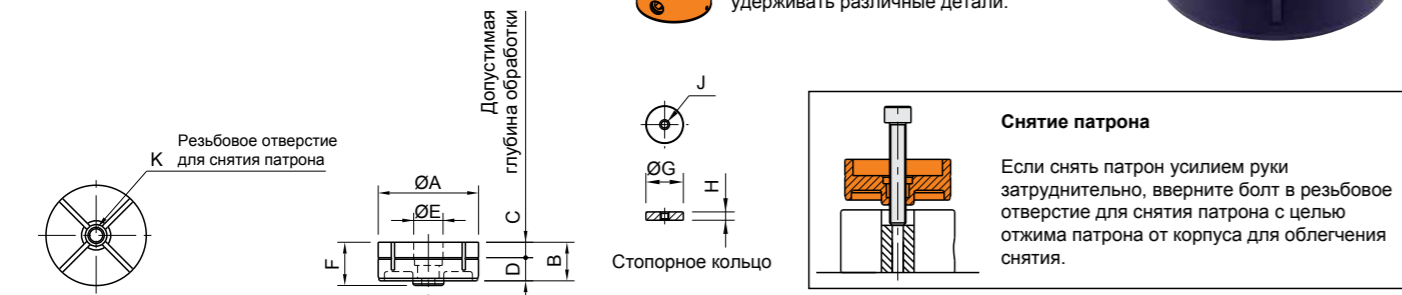 удерживать различные детали.
Допустимая
глубина обработки
J
Резьбовое отверстие
K для снятия патрона
ØA
ØE
C
F
D
B
ØG
H
Стопорное кольцо
Снятие патрона
Если снять патрон усилием руки
затруднительно, вверните болт в резьбовое
отверстие для снятия патрона с целью
отжима патрона от корпуса для облегчения
снятия.